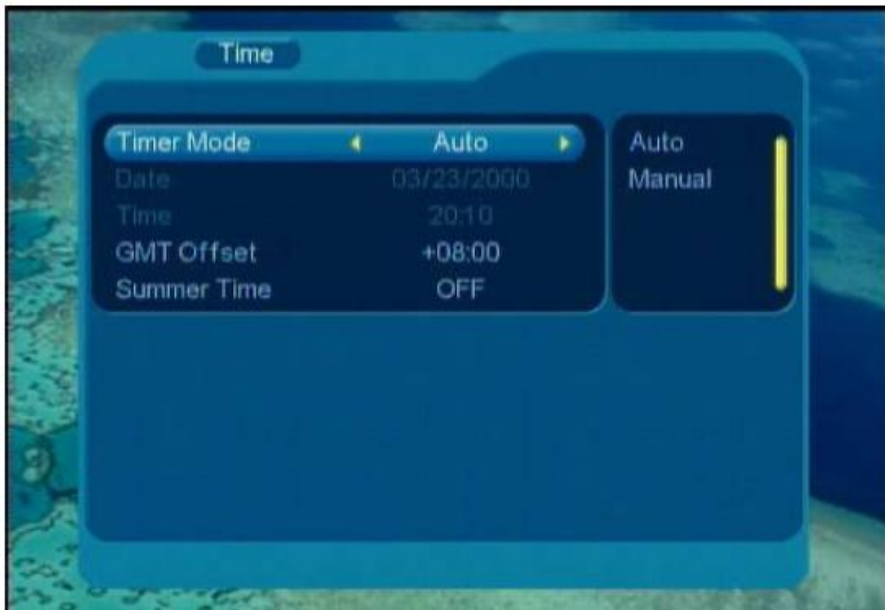 Time
Timer Mode Auto
Date 03/23/2000
Time 20:10
GMT Offset +08:00
Summer Time OFF
Auto
Manual